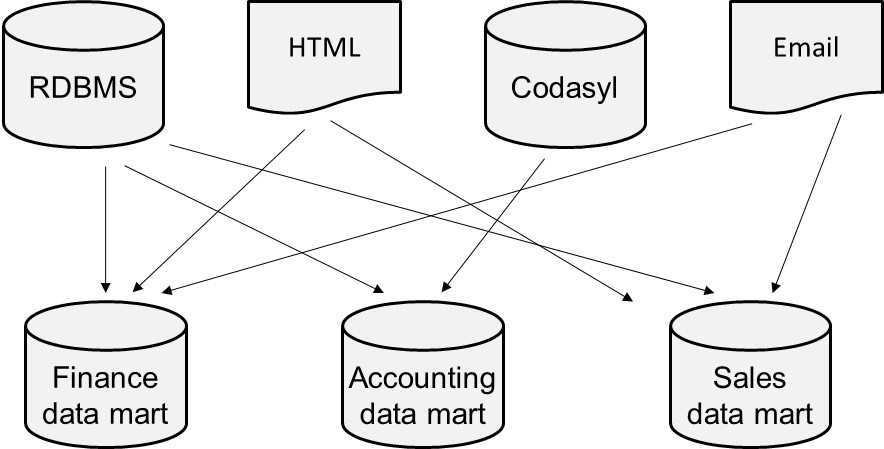 RDBMS
HTML
Codasyl
Email
Finance
data mart
Accounting
data mart
Sales
data mart